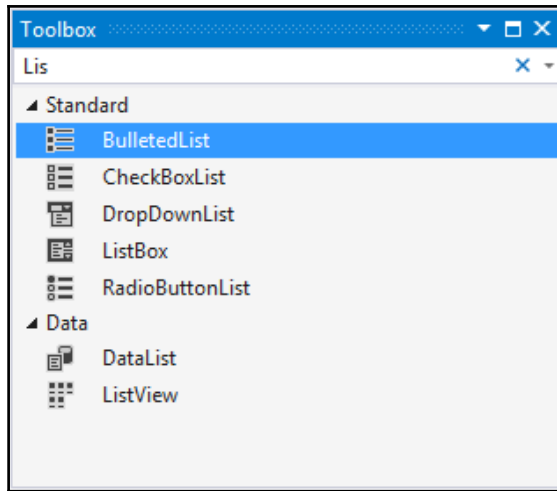 Toolbox
Lis
Standard
BulletedList
CheckBoxList
DropDownList
ListBox
RadioButtonList
Data
DataList
ListView